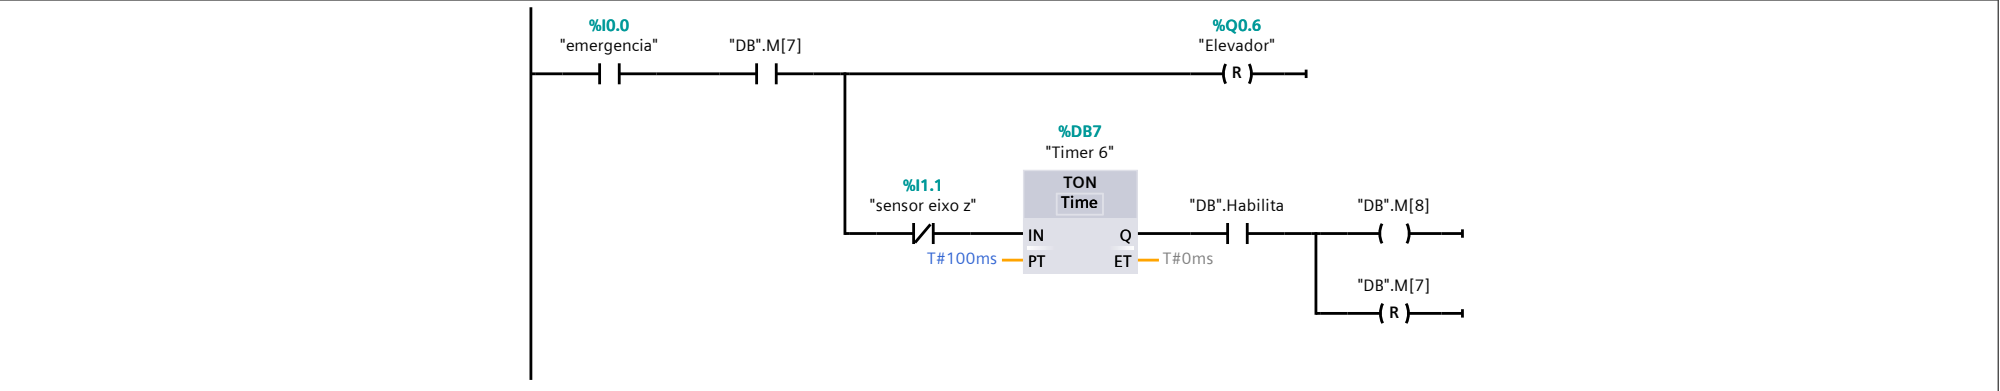 %I0.0
"emergencia"
"DB".M[7]
%Q0.6
"Elevador"
R
%DB7
"Timer 6"
TON
Time
%I1.1
"sensor eixo z"
"DB".Habilita
"DB".M[8]
IN
Q
T#100ms
PT
ET
T#0ms
"DB".M[7]
R